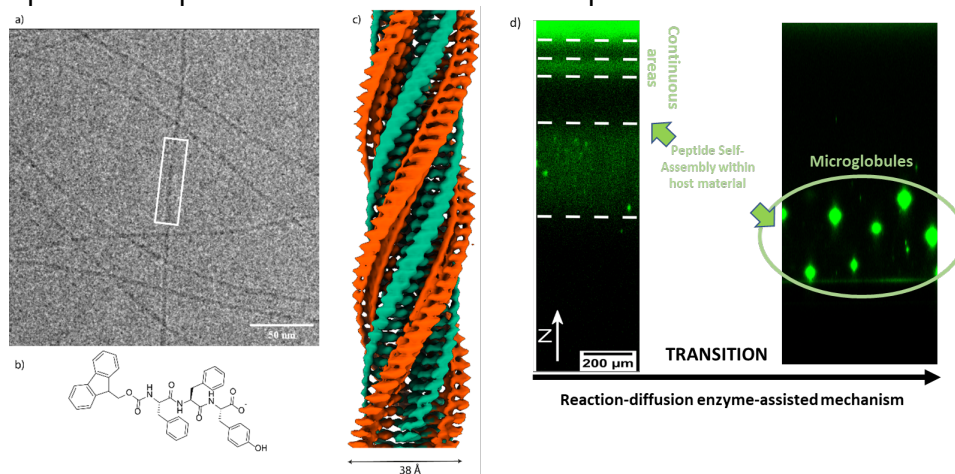 a)
50 nm
b)
O
O
H
N
O
N
H
O
H
N
O
O⁻
OH
c)
38 Å
d)
Continuous
areas
Peptide Self-
Assembly within
host material
N
200 µm
Microglobules
TRANSITION
Reaction-diffusion enzyme-assisted mechanism